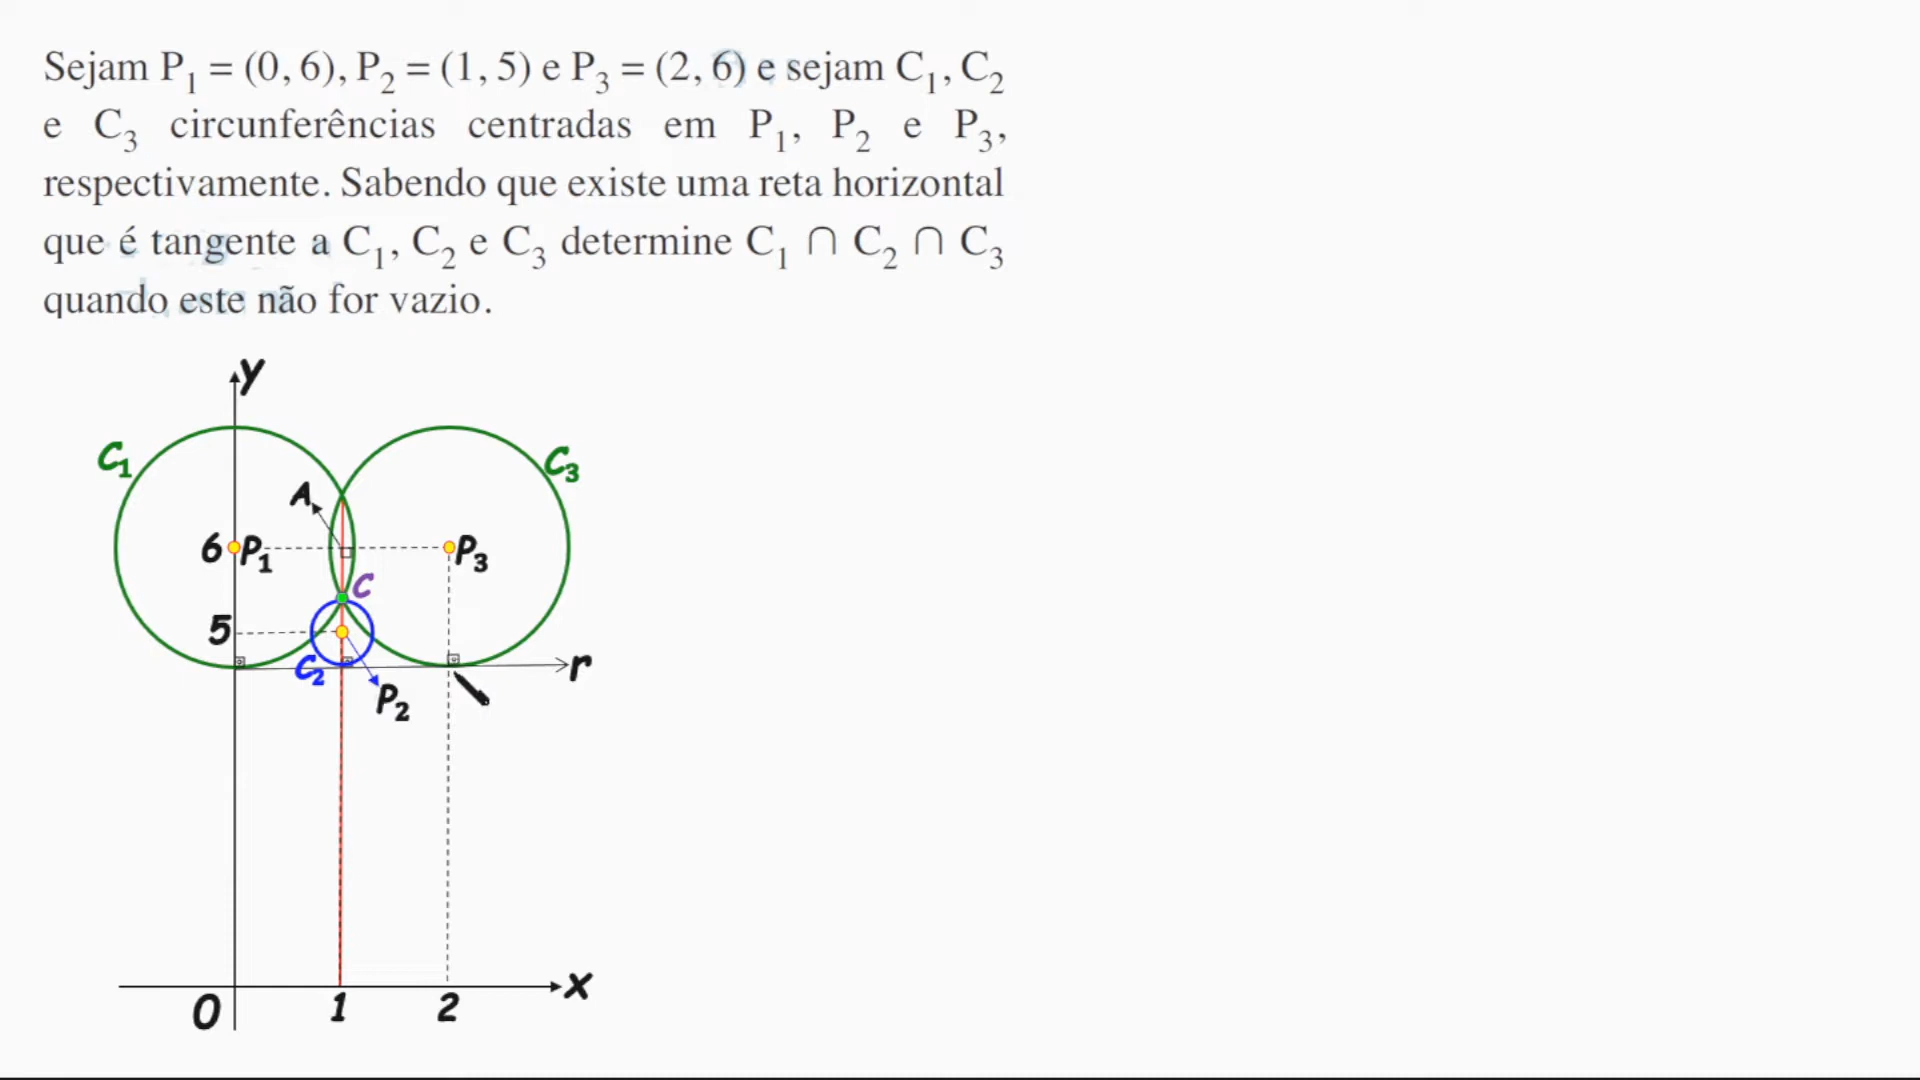 Sejam P₁ = (0, 6), P₂ = (1, 5) e P₃ = (2, 6) e sejam C₁, C₂
e C₃ circunferências centradas em P₁, P₂ e P₃,
respectivamente. Sabendo que existe uma reta horizontal
que é tangente a C₁, C₂ e C₃ determine C₁ ∩ C₂ ∩ C₃
quando este não for vazio.
y
C₁
C₃
A
6 P₁
P₃
C
5
C₂
r
P₂
x
0
1
2